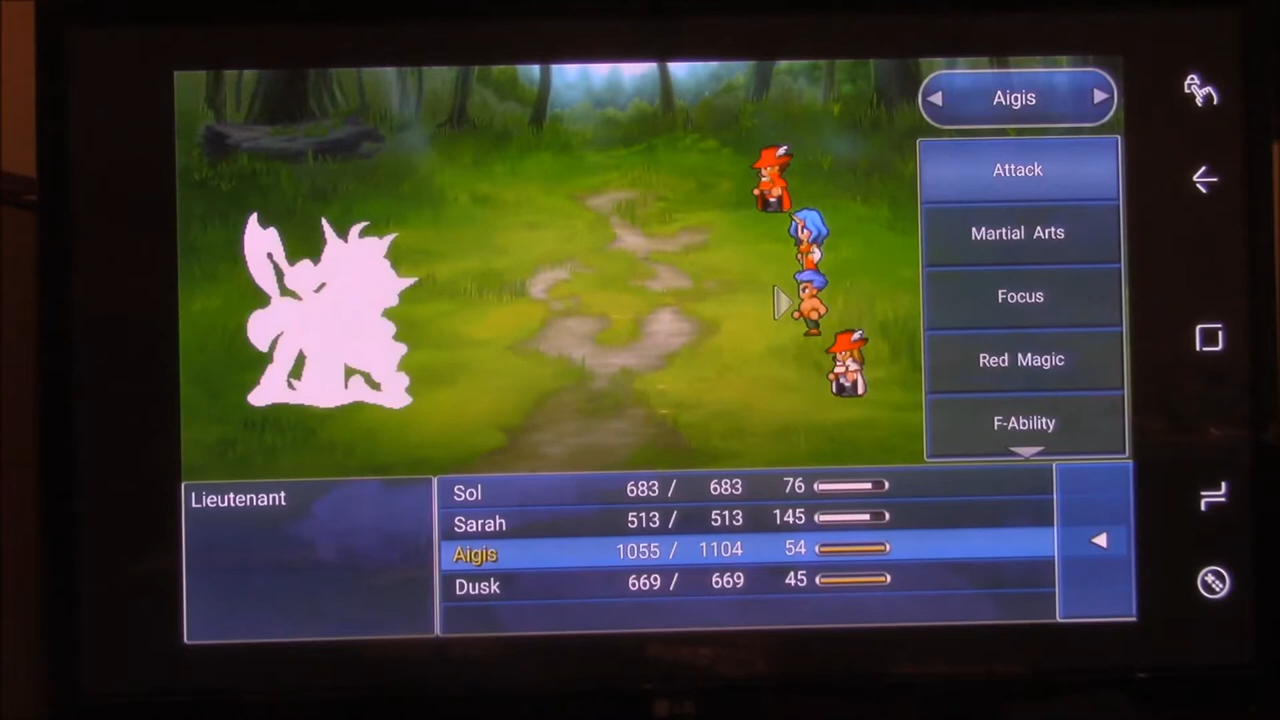 Aigis
Attack
Martial Arts
Focus
Red Magic
F-Ability
Lieutenant
Sol 683 / 683 76
Sarah 513 / 513 145
Aigis 1055 / 1104 54
Dusk 669 / 669 45
LG